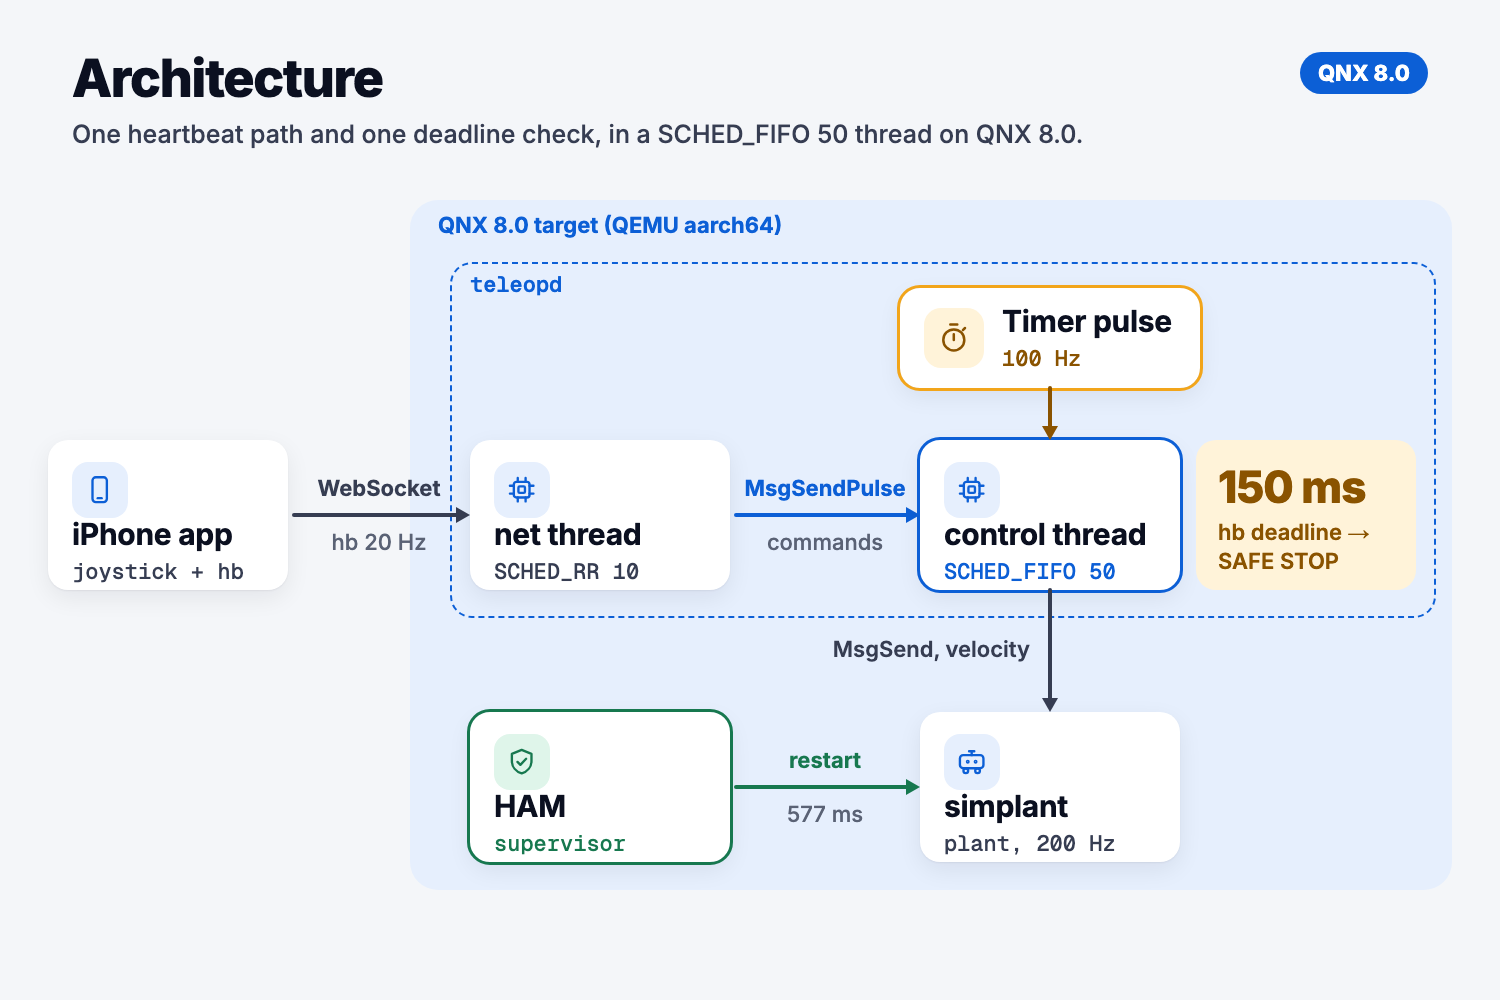 Architecture
QNX 8.0
One heartbeat path and one deadline check, in a SCHED_FIFO 50 thread on QNX 8.0.
QNX 8.0 target (QEMU aarch64)
teleopd
Timer pulse
100 Hz
iPhone app
joystick + hb
WebSocket
hb 20 Hz
net thread
SCHED_RR 10
MsgSendPulse
commands
control thread
SCHED_FIFO 50
150 ms
hb deadline →
SAFE STOP
MsgSend, velocity
HAM
supervisor
restart
577 ms
simplant
plant, 200 Hz